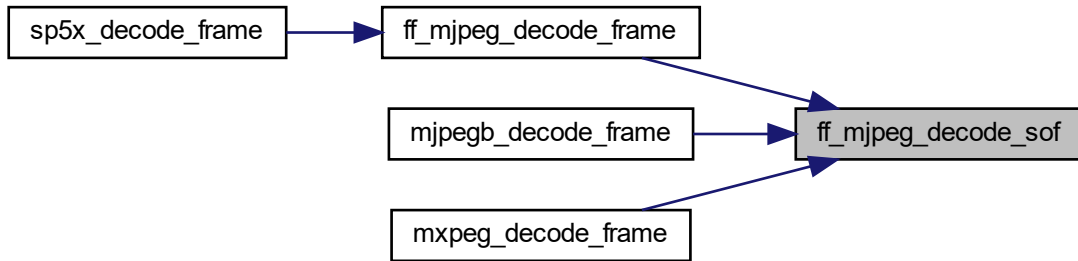 sp5x_decode_frame
ff_mjpeg_decode_frame
mjpegb_decode_frame
ff_mjpeg_decode_sof
mxpeg_decode_frame